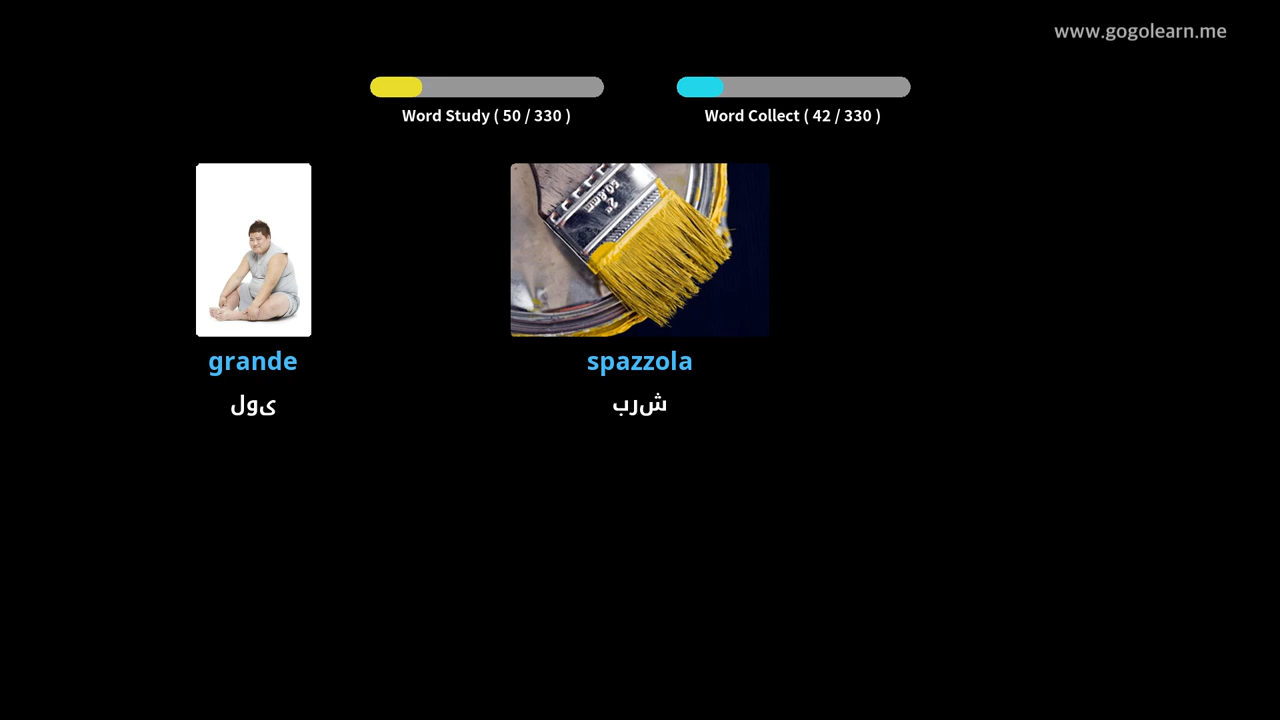 www.gogolearn.me
Word Study ( 50 / 330 )
Word Collect ( 42 / 330 )
grande
یول
spazzola
شرب